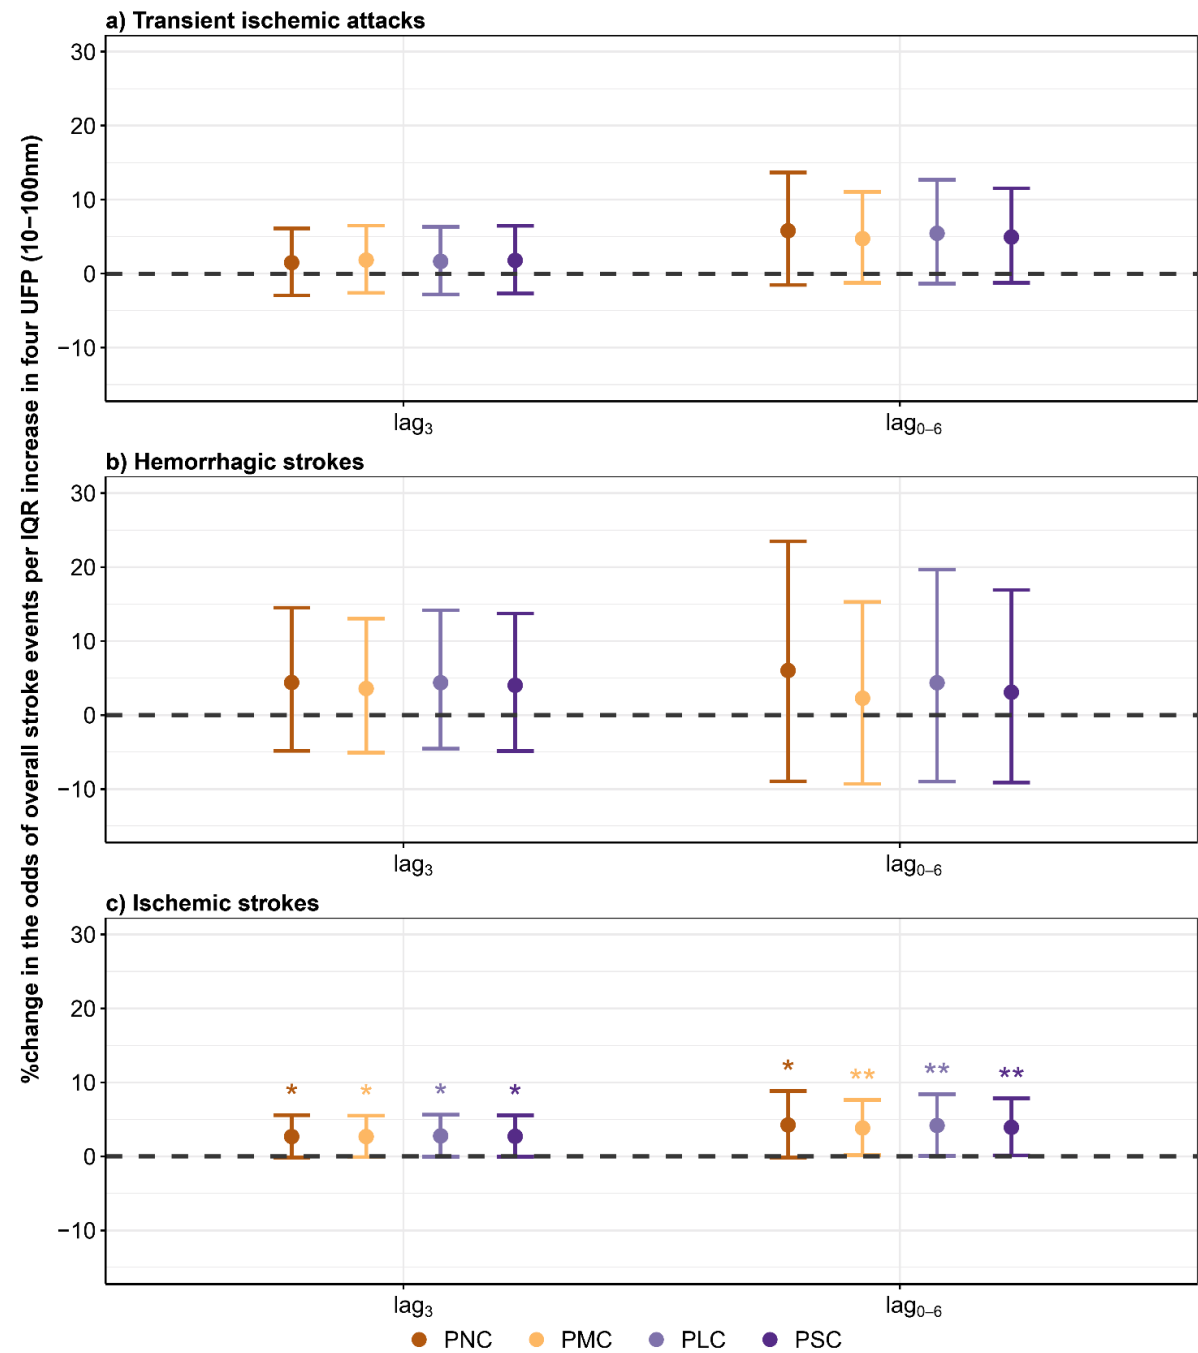 %change in the odds of overall stroke events per IQR increase in four UFP (10−100nm)
a) Transient ischemic attacks
30
20
10
0
−10
lag₃ lag₀₋₆
b) Hemorrhagic strokes
30
20
10
0
−10
lag₃ lag₀₋₆
c) Ischemic strokes
30
20
10
* ** ** **
* * * *
0
−10
lag₃ lag₀₋₆
PNC PMC PLC PSC